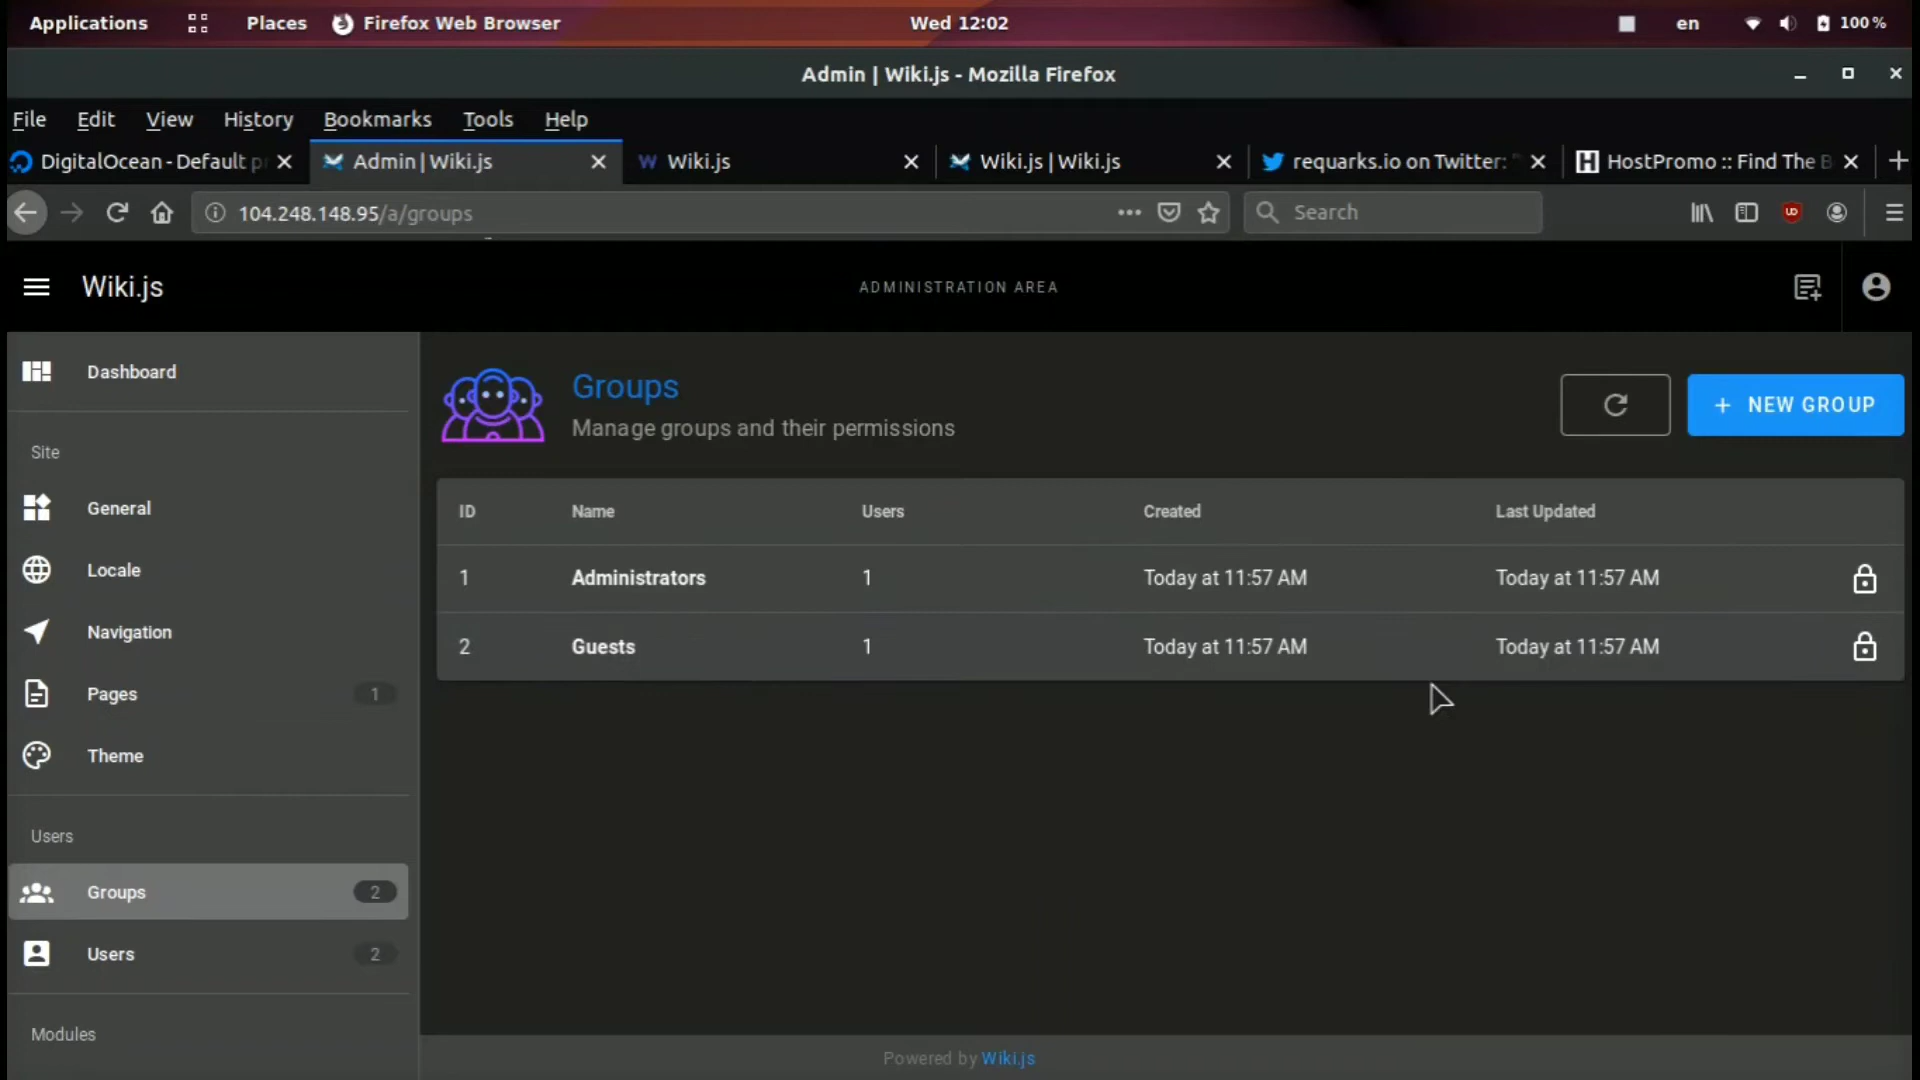 Applications Places Firefox Web Browser Wed 12:02 en 100 %
Admin | Wiki.js - Mozilla Firefox
File Edit View History Bookmarks Tools Help
DigitalOcean - Default p Admin | Wiki.js W Wiki.js Wiki.js | Wiki.js requarks.io on Twitter: " H HostPromo :: Find The B
104.248.148.95/a/groups Search
Wiki.js ADMINISTRATION AREA
Dashboard
Site
General
Locale
Navigation
Pages 1
Theme
Users
Groups 2
Users 2
Modules
Groups
Manage groups and their permissions
+ NEW GROUP
ID Name Users Created Last Updated
1 Administrators 1 Today at 11:57 AM Today at 11:57 AM
2 Guests 1 Today at 11:57 AM Today at 11:57 AM
Powered by Wiki.js